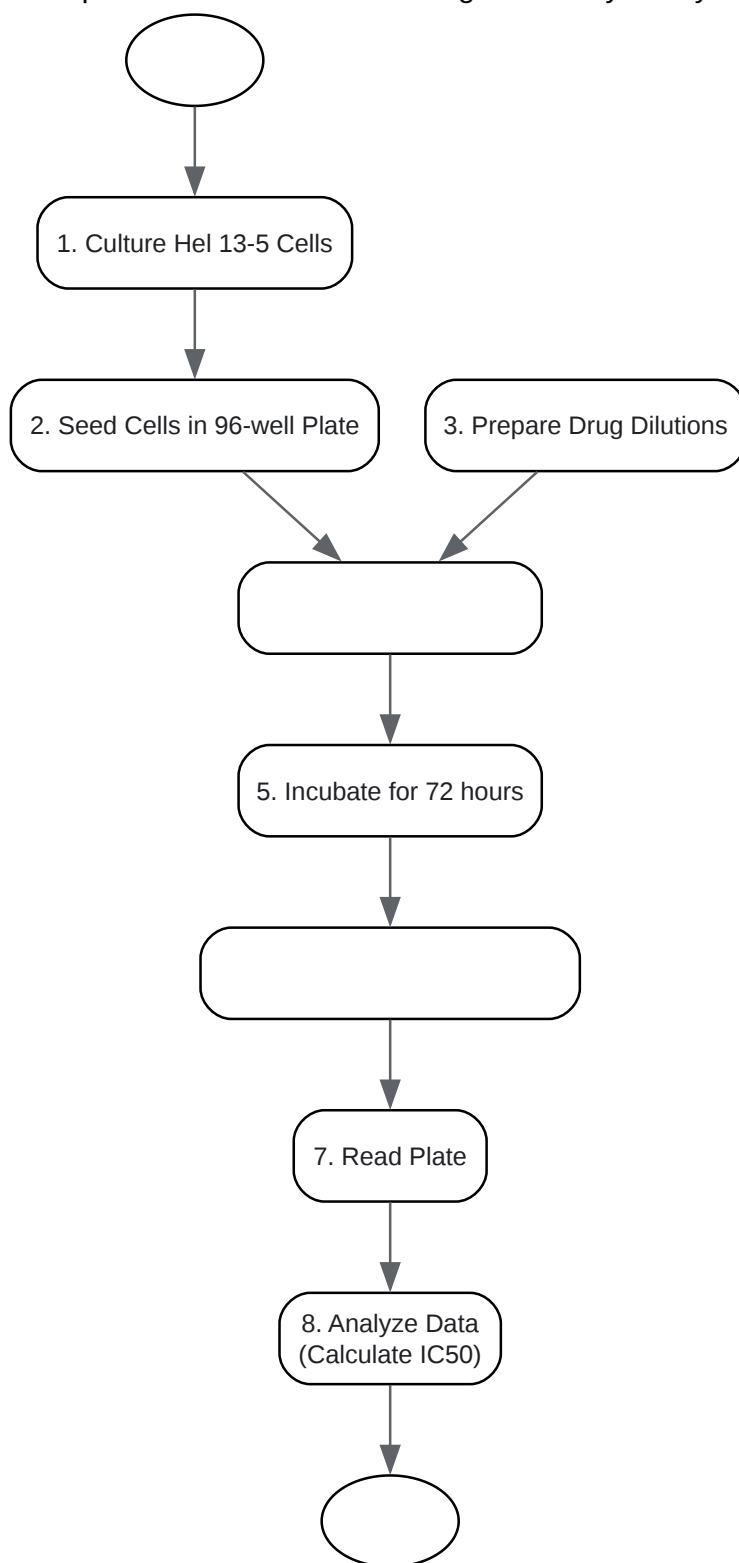 1. Culture Hel 13-5 Cells
2. Seed Cells in 96-well Plate
3. Prepare Drug Dilutions
5. Incubate for 72 hours
7. Read Plate
8. Analyze Data
(Calculate IC50)